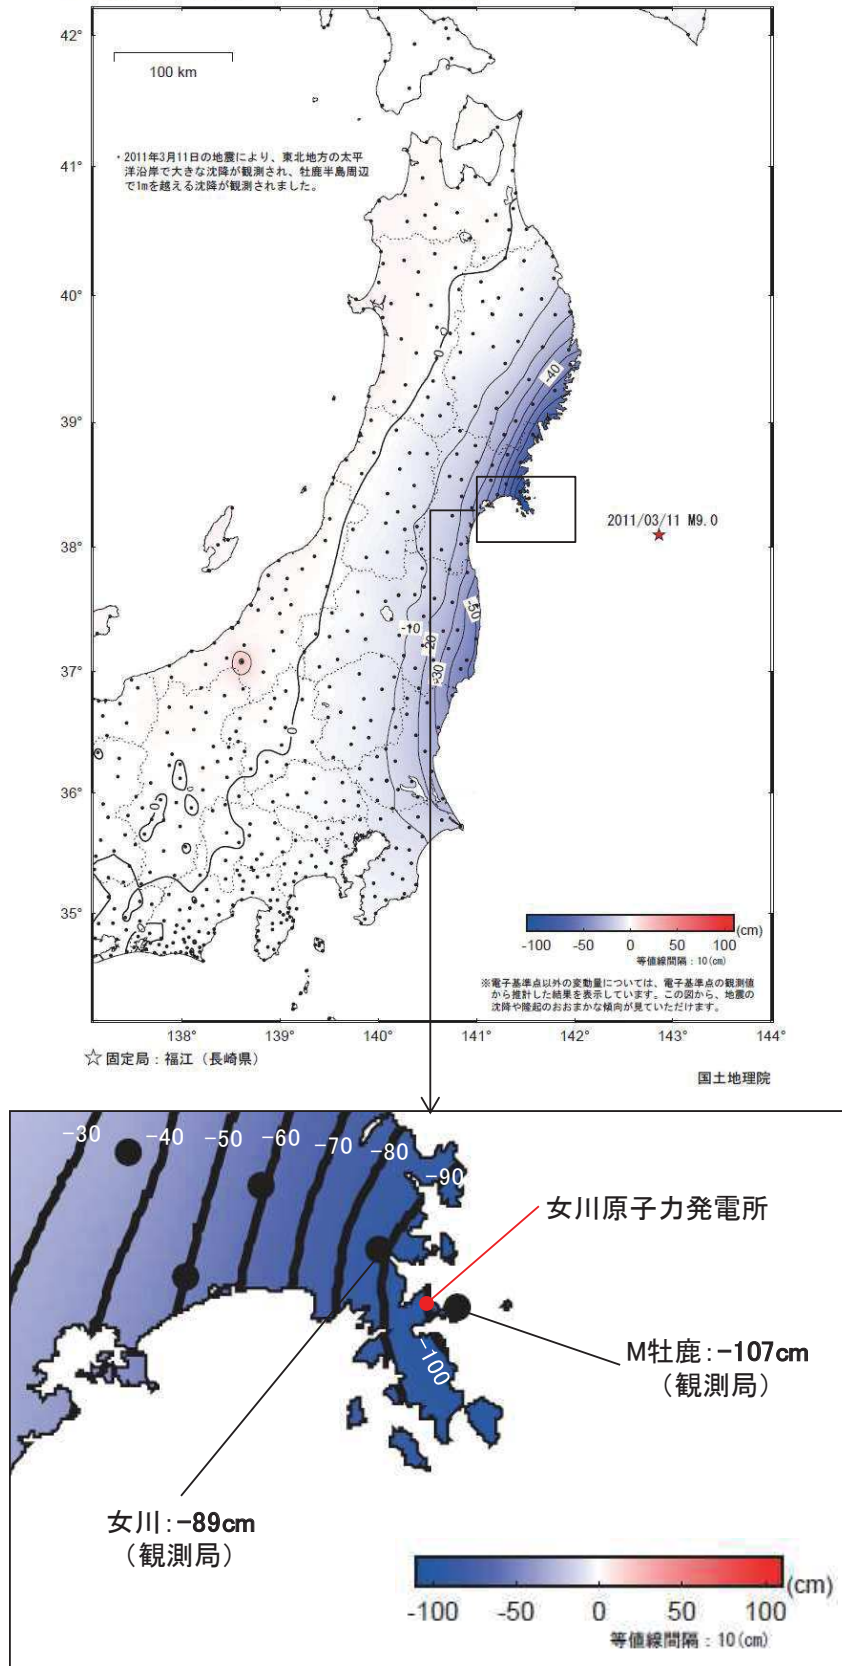 42°
100 km
・2011年3月11日の地震により、東北地方の太平
洋沿岸で大きな沈降が観測され、牡鹿半島周辺
で1mを越える沈降が観測されました。
41°
40°
0
-40
39°
2011/03/11 M9.0
38°
-50
-10
-20
-30
37°
0
36°
0
35°
-100 -50 0 50 100 (cm)
等値線間隔：10(cm)
※電子基準点以外の変動量については、電子基準点の観測値
から推計した結果を表示しています。この図から、地震の
沈降や隆起のおおまかな傾向が見ていただけます。
138° 139° 140° 141° 142° 143° 144°
☆固定局：福江（長崎県）
国土地理院
-30 -40 -50 -60 -70 -80 -90
女川原子力発電所
-100
M牡鹿：-107cm
（観測局）
女川：-89cm
（観測局）
-100 -50 0 50 100 (cm)
等値線間隔：10(cm)